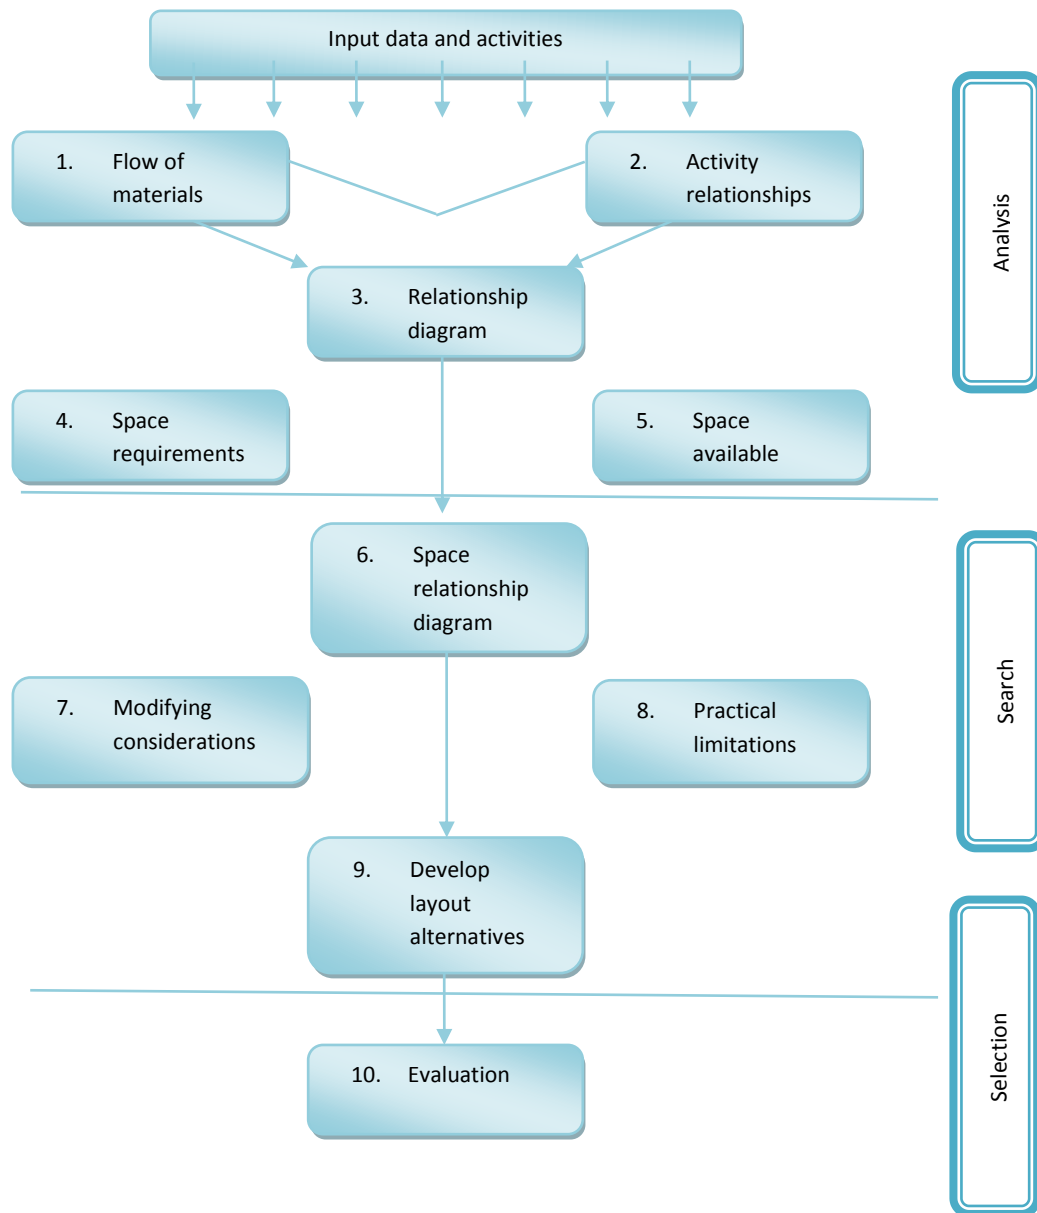 Input data and activities
1. Flow of
materials
2. Activity
relationships
3. Relationship
diagram
4. Space
requirements
5. Space
available
Analysis
6. Space
relationship
diagram
7. Modifying
considerations
8. Practical
limitations
9. Develop
layout
alternatives
Search
10. Evaluation
Selection